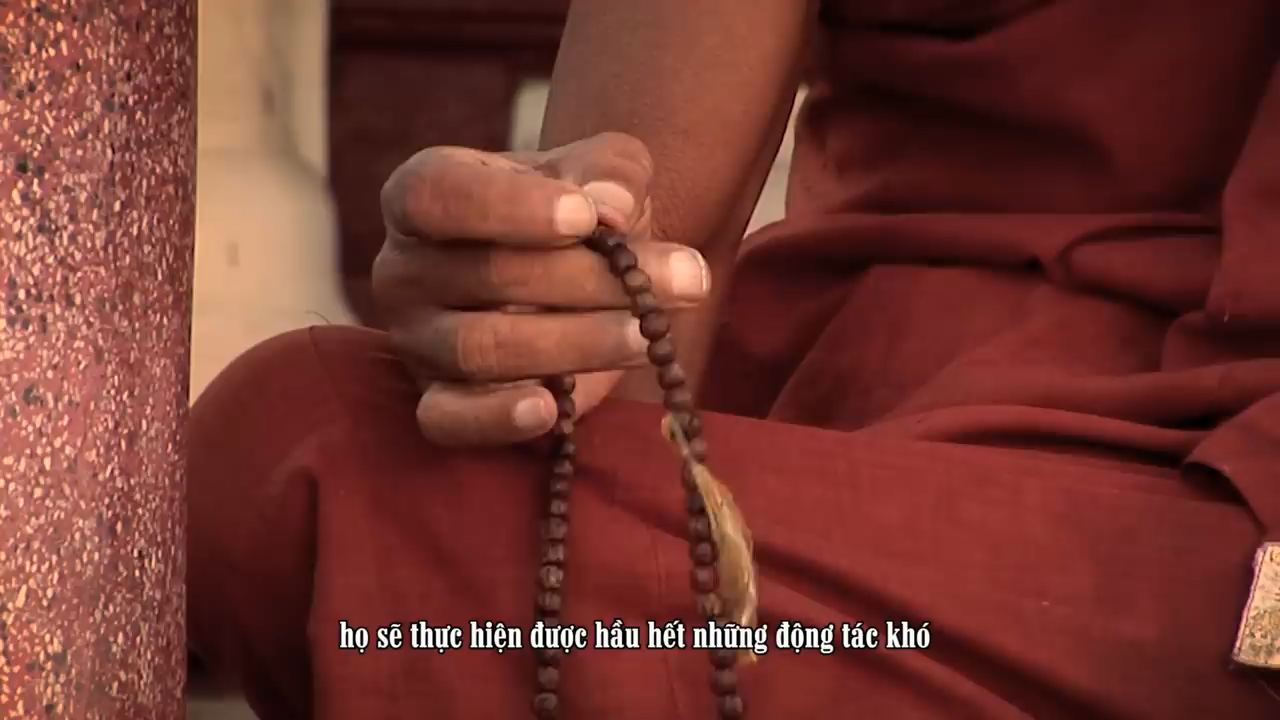 họ sẽ thực hiện được hầu hết những động tác khó